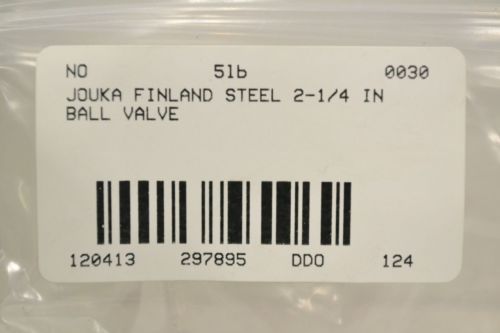 NO 5lb 0030
JOUKA FINLAND STEEL 2-1/4 IN
BALL VALVE
120413 297895 DDO 124